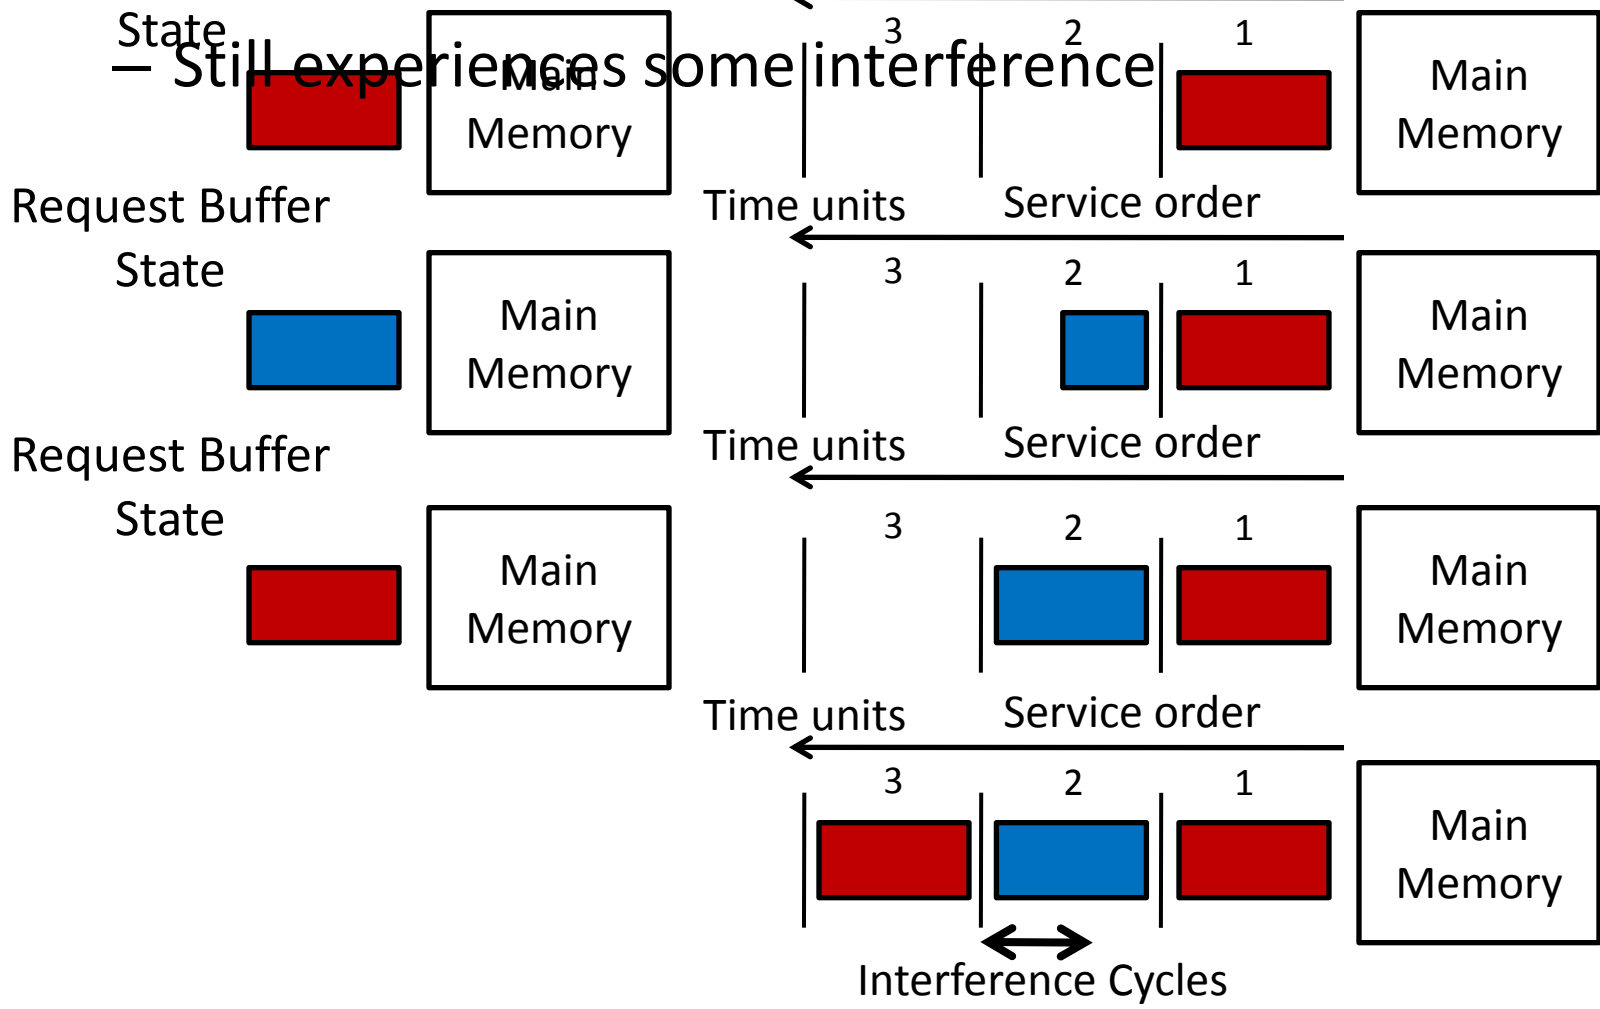 State
3 2 1
– Still experiences some interference
Main
Memory
Main
Memory
Request Buffer
State
Time units
Service order
3 2 1
Main
Memory
Main
Memory
Request Buffer
State
Time units
Service order
3 2 1
Main
Memory
Main
Memory
Time units
Service order
3 2 1
Main
Memory
Interference Cycles